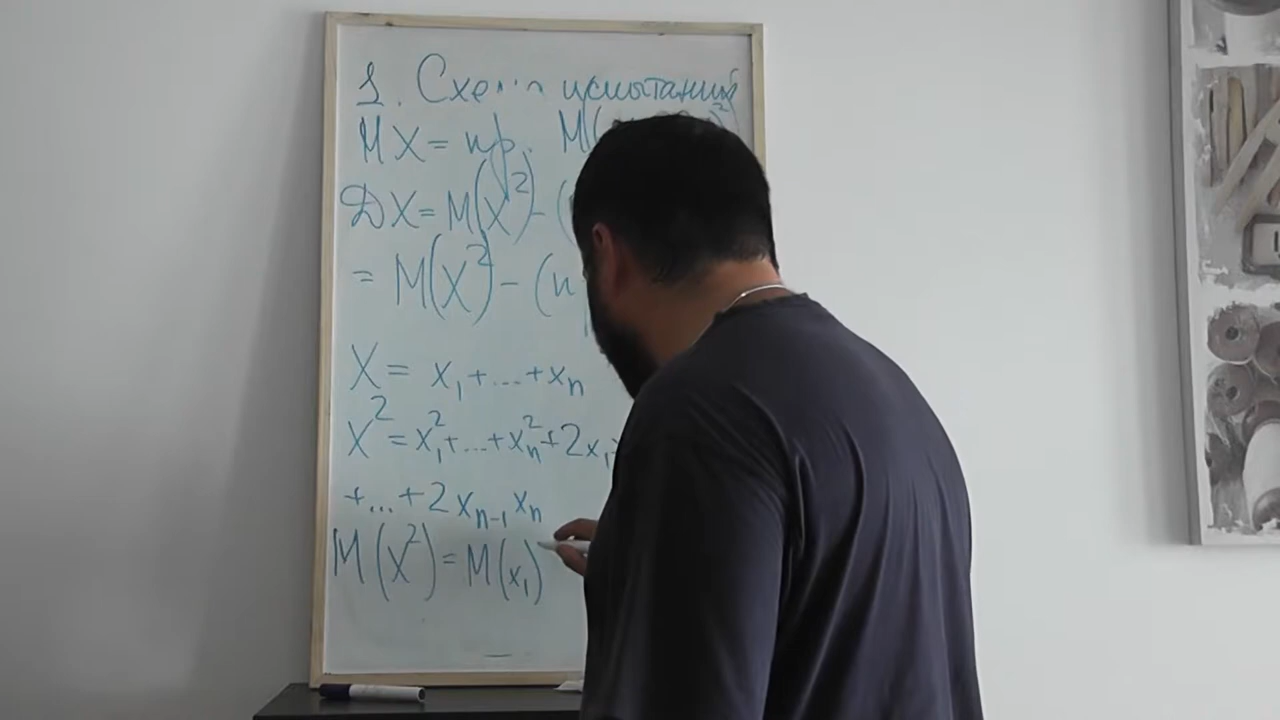 1. Схема испытаний
MX = np. M(
DX = M(X²) - (
= M(X²) - (n
X = x₁+...+xₙ
X² = x₁²+...+xₙ²+2x₁
+...+2xₙ₋₁xₙ
M(X²) = M(x₁)